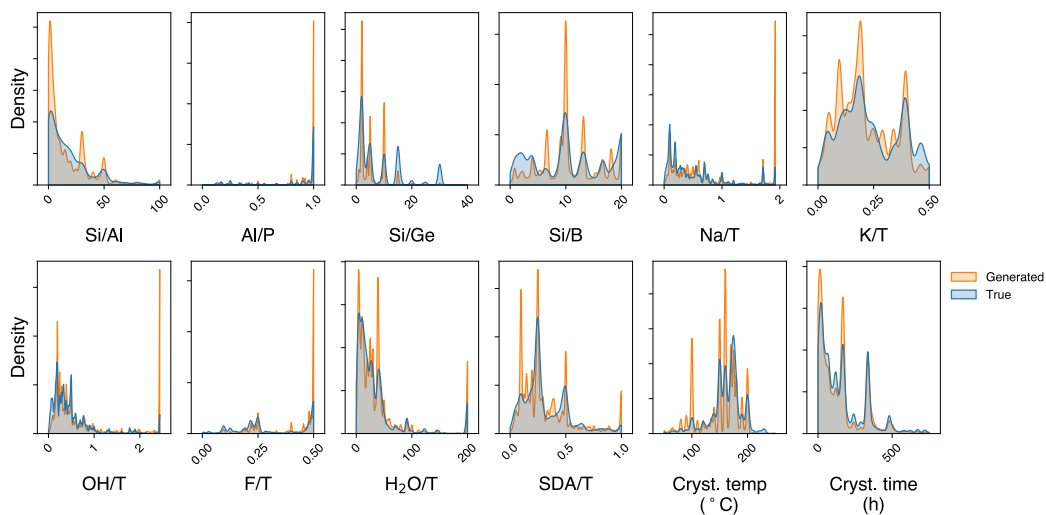 Density
0
50
100
Si/Al
0.0
0.5
1.0
Al/P
0
20
40
Si/Ge
0
10
20
Si/B
0
1
2
Na/T
0.00
0.25
0.50
K/T
Generated
True
Density
0
1
2
OH/T
0.00
0.25
0.50
F/T
0
100
200
H₂O/T
0.0
0.5
1.0
SDA/T
100
200
Cryst. temp
(°C)
0
500
Cryst. time
(h)